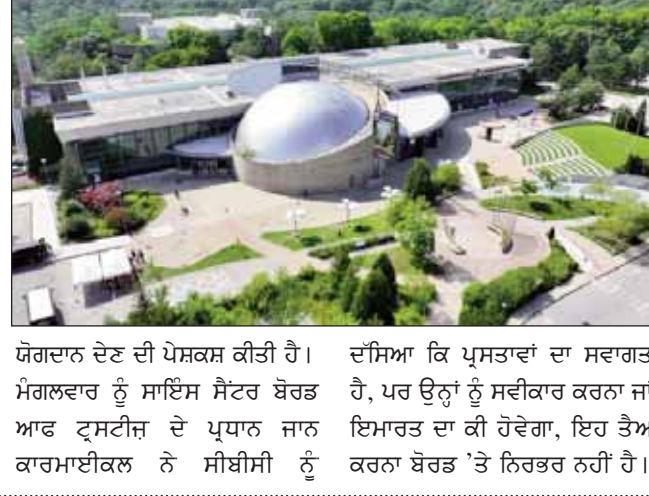 ਯੋਗਦਾਨ ਦੇਣ ਦੀ ਪੇਸ਼ਕਸ਼ ਕੀਤੀ ਹੈ।
ਮੰਗਲਵਾਰ ਨੂੰ ਸਾਇੰਸ ਸੈਂਟਰ ਬੋਰਡ
ਆਫ ਟ੍ਰਸਟੀਜ਼ ਦੇ ਪ੍ਰਧਾਨ ਜਾਨ
ਕਾਰਮਾਈਕਲ ਨੇ ਸੀਬੀਸੀ ਨੂੰ
ਦੱਸਿਆ ਕਿ ਪ੍ਰਸਤਾਵਾਂ ਦਾ ਸਵਾਗਤ
ਹੈ, ਪਰ ਉਨ੍ਹਾਂ ਨੂੰ ਸਵੀਕਾਰ ਕਰਨਾ ਜਾਂ
ਇਮਾਰਤ ਦਾ ਕੀ ਹੋਵੇਗਾ, ਇਹ ਤੈਅ
ਕਰਨਾ ਬੋਰਡ ’ਤੇ ਨਿਰਭਰ ਨਹੀਂ ਹੈ।